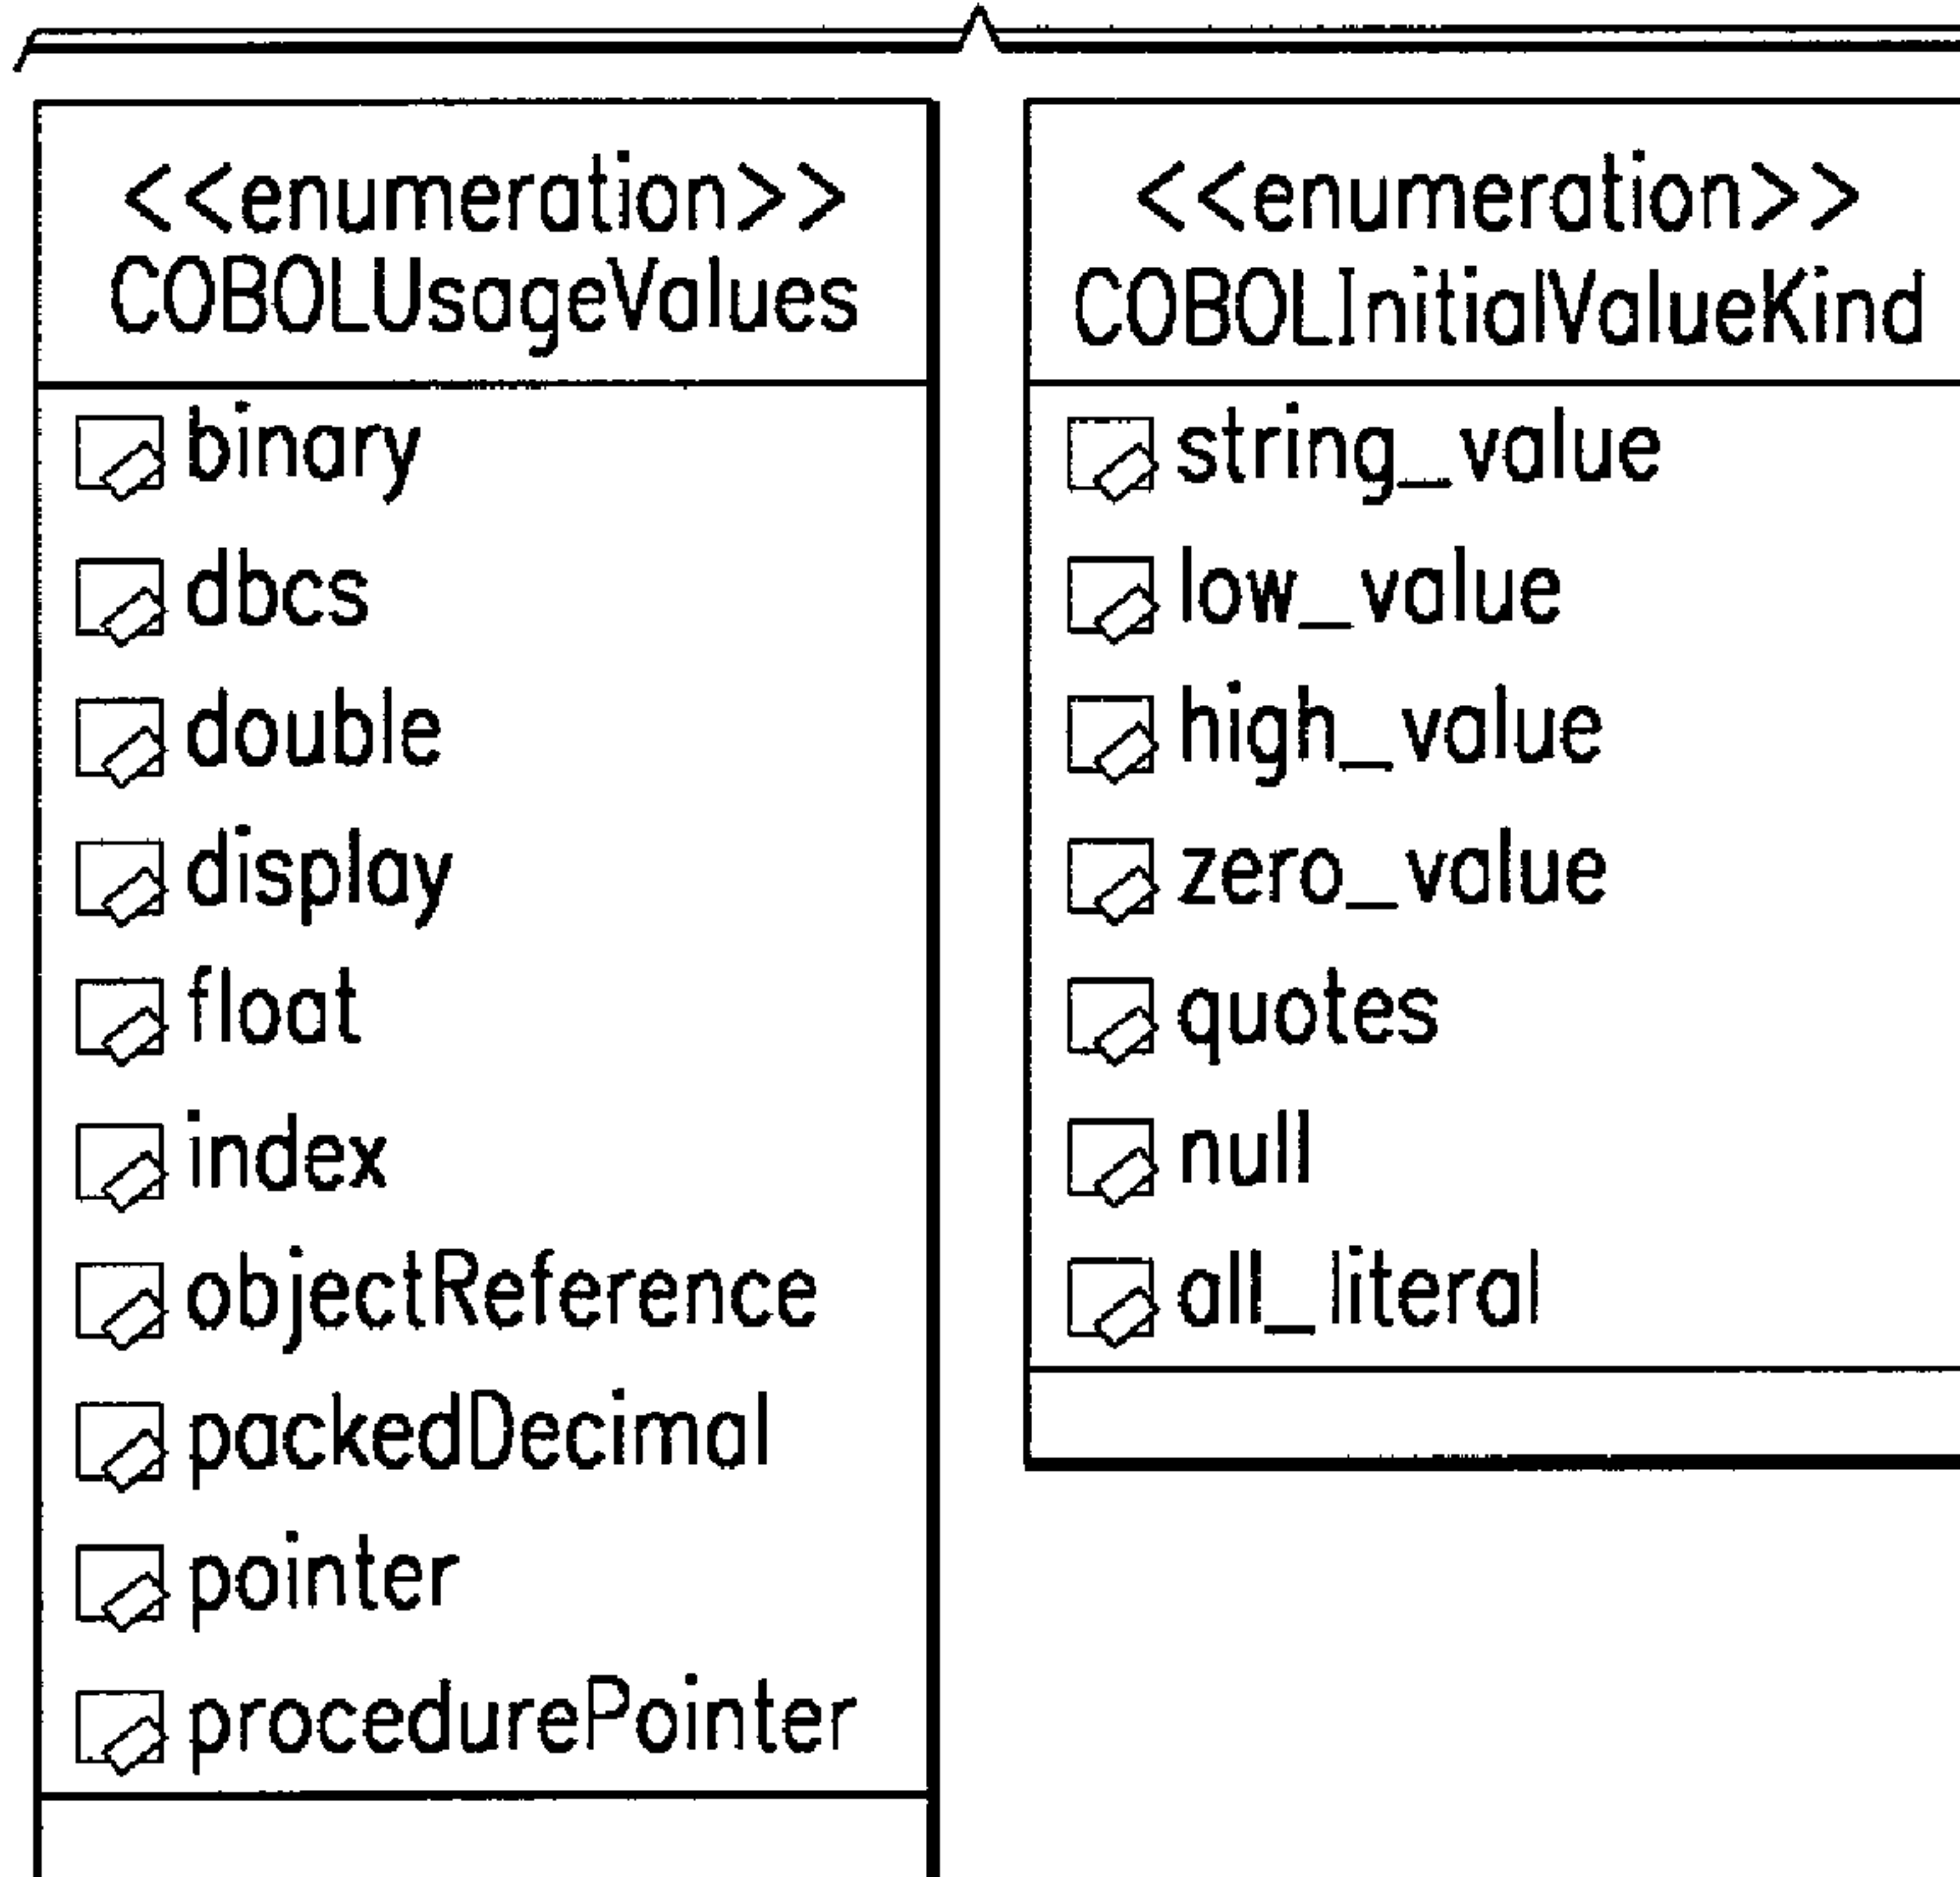 <<enumeration>>
COBOLUsageValues
binary
dbcs
double
display
float
index
objectReference
packedDecimal
pointer
procedurePointer
<<enumeration>>
COBOLInitialValueKind
string_value
low_value
high_value
zero_value
quotes
null
all_literal